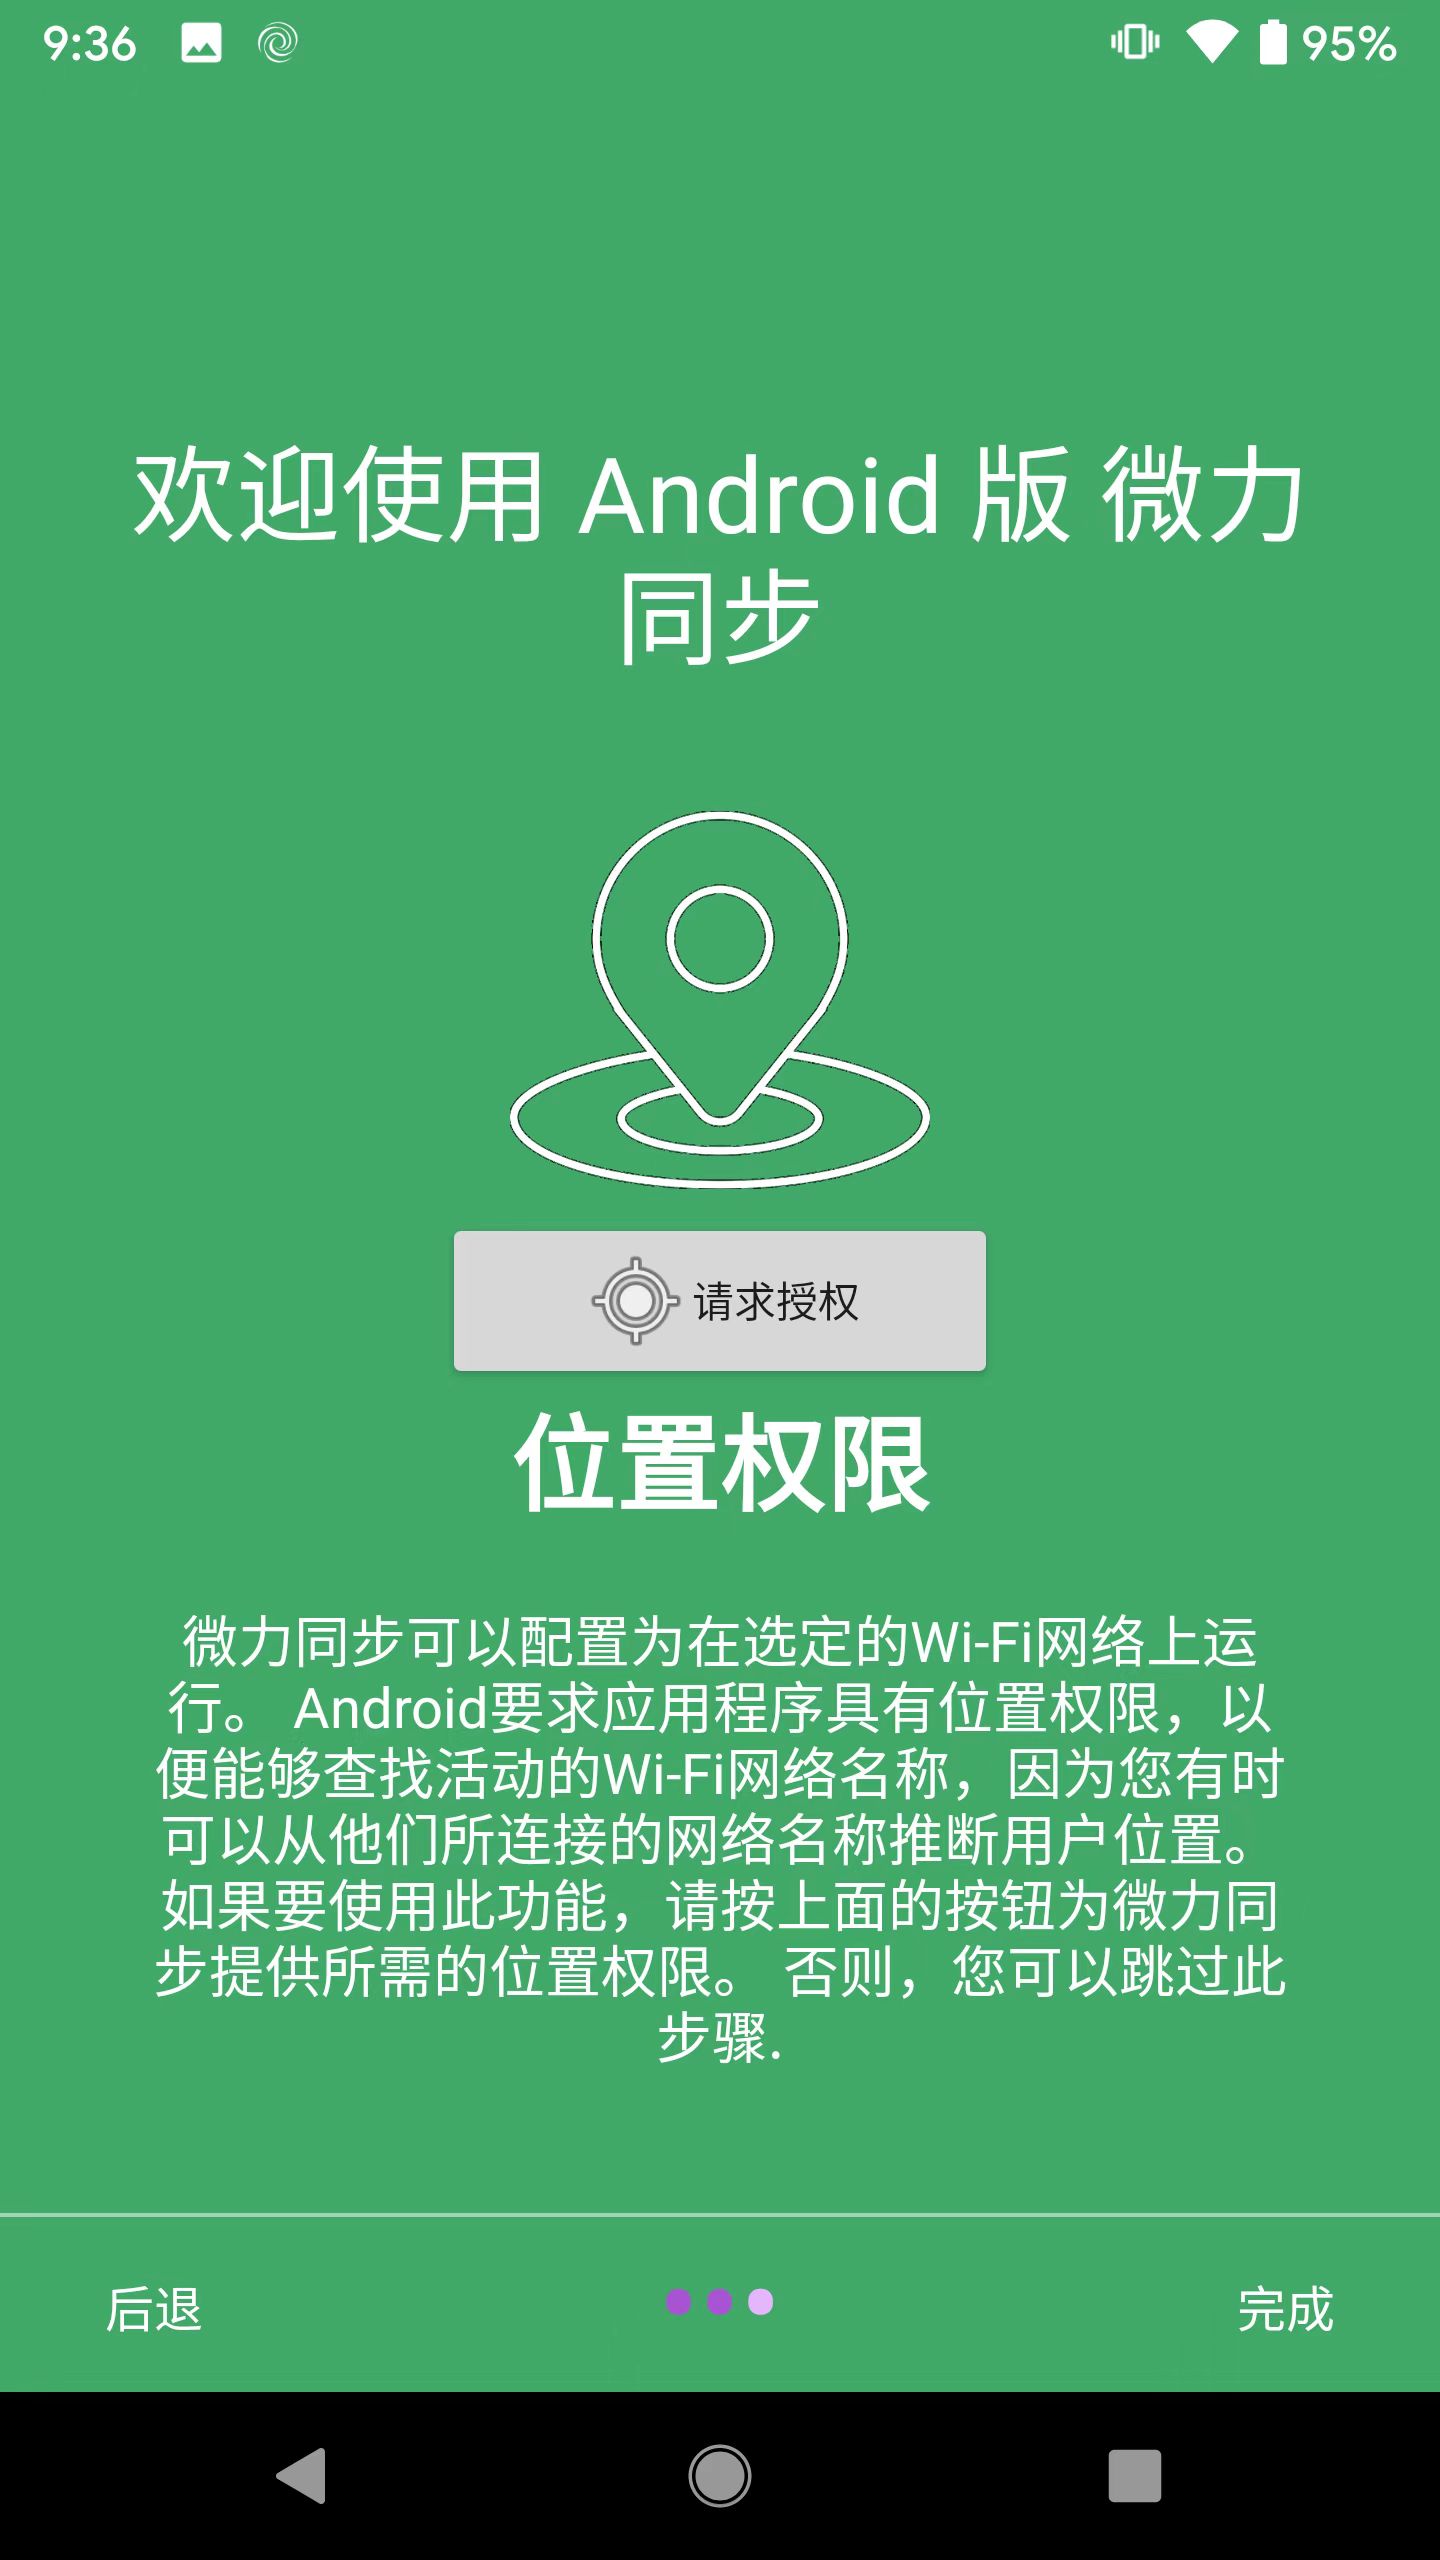 9:36
95%
欢迎使用 Android 版 微力
同步
请求授权
位置权限
微力同步可以配置为在选定的Wi-Fi网络上运
行。 Android要求应用程序具有位置权限，以
便能够查找活动的Wi-Fi网络名称，因为您有时
可以从他们所连接的网络名称推断用户位置。
如果要使用此功能，请按上面的按钮为微力同
步提供所需的位置权限。 否则，您可以跳过此
步骤.
后退
完成